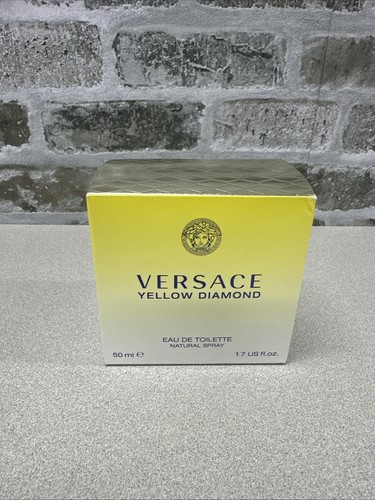 VERSACE
YELLOW DIAMOND
EAU DE TOILETTE
NATURAL SPRAY
50 ml ℮ 1.7 US fl.oz.